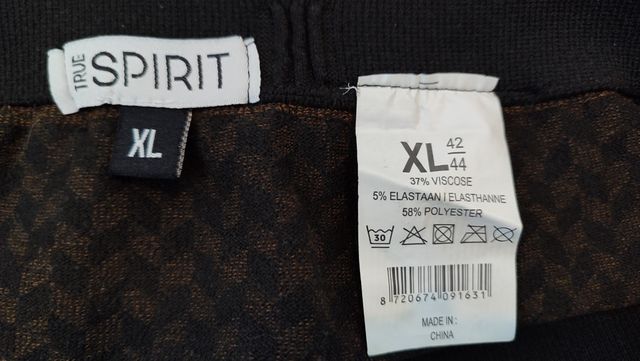 TRUE
SPIRIT
XL
XL 42
44
37% VISCOSE
5% ELASTAAN / ELASTHANNE
58% POLYESTER
30
8 720674 091631
MADE IN :
CHINA